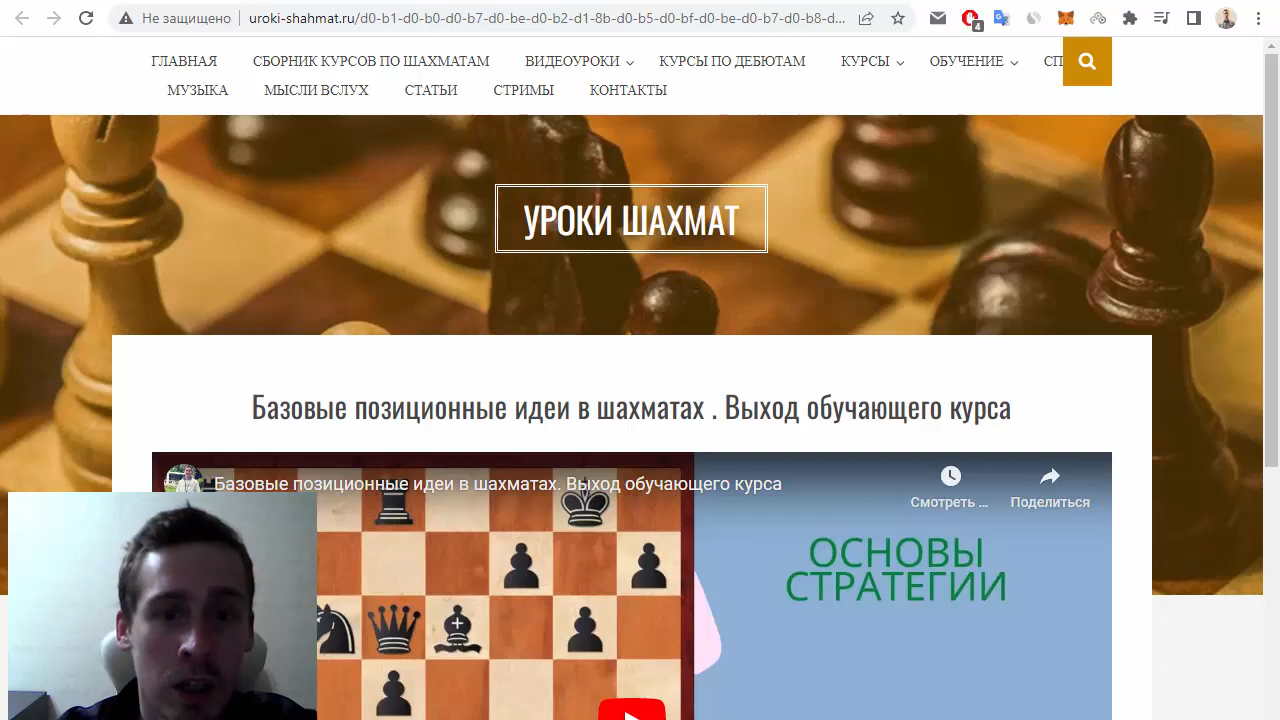 Не защищено
uroki-shahmat.ru/d0-b1-d0-b0-d0-b7-d0-be-d0-b2-d1-8b-d0-b5-d0-bf-d0-be-d0-b7-d0-b8-d...
4
ГЛАВНАЯ СБОРНИК КУРСОВ ПО ШАХМАТАМ ВИДЕОУРОКИ КУРСЫ ПО ДЕБЮТАМ КУРСЫ ОБУЧЕНИЕ СП
МУЗЫКА МЫСЛИ ВСЛУХ СТАТЬИ СТРИМЫ КОНТАКТЫ
УРОКИ ШАХМАТ
Базовые позиционные идеи в шахматах . Выход обучающего курса
Базовые позиционные идеи в шахматах. Выход обучающего курса
Смотреть ...
Поделиться
ОСНОВЫ
СТРАТЕГИИ